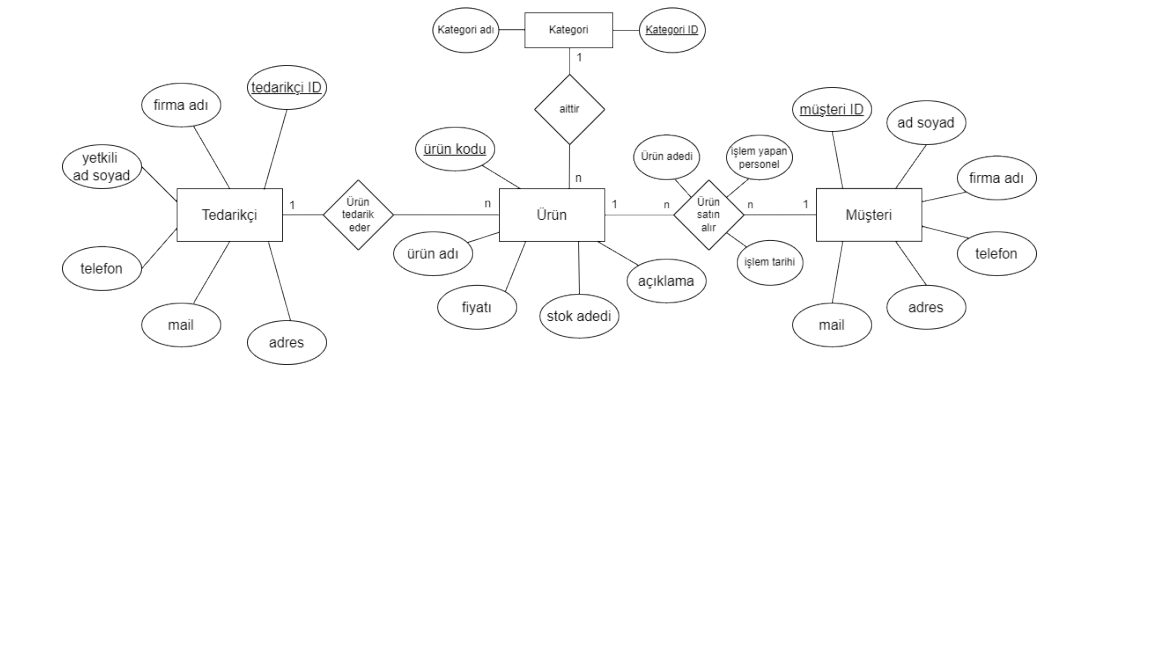 Kategori adı
Kategori
Kategori ID
1
aittir
n
tedarikçi ID
firma adı
yetkili
ad soyad
Tedarikçi
telefon
mail
adres
1
Ürün
tedarik
eder
n
ürün kodu
Ürün
ürün adı
fiyatı
stok adedi
açıklama
1
n
Ürün adedi
işlem yapan
personel
Ürün
satın
alır
işlem tarihi
n
1
müşteri ID
ad soyad
firma adı
Müşteri
telefon
adres
mail